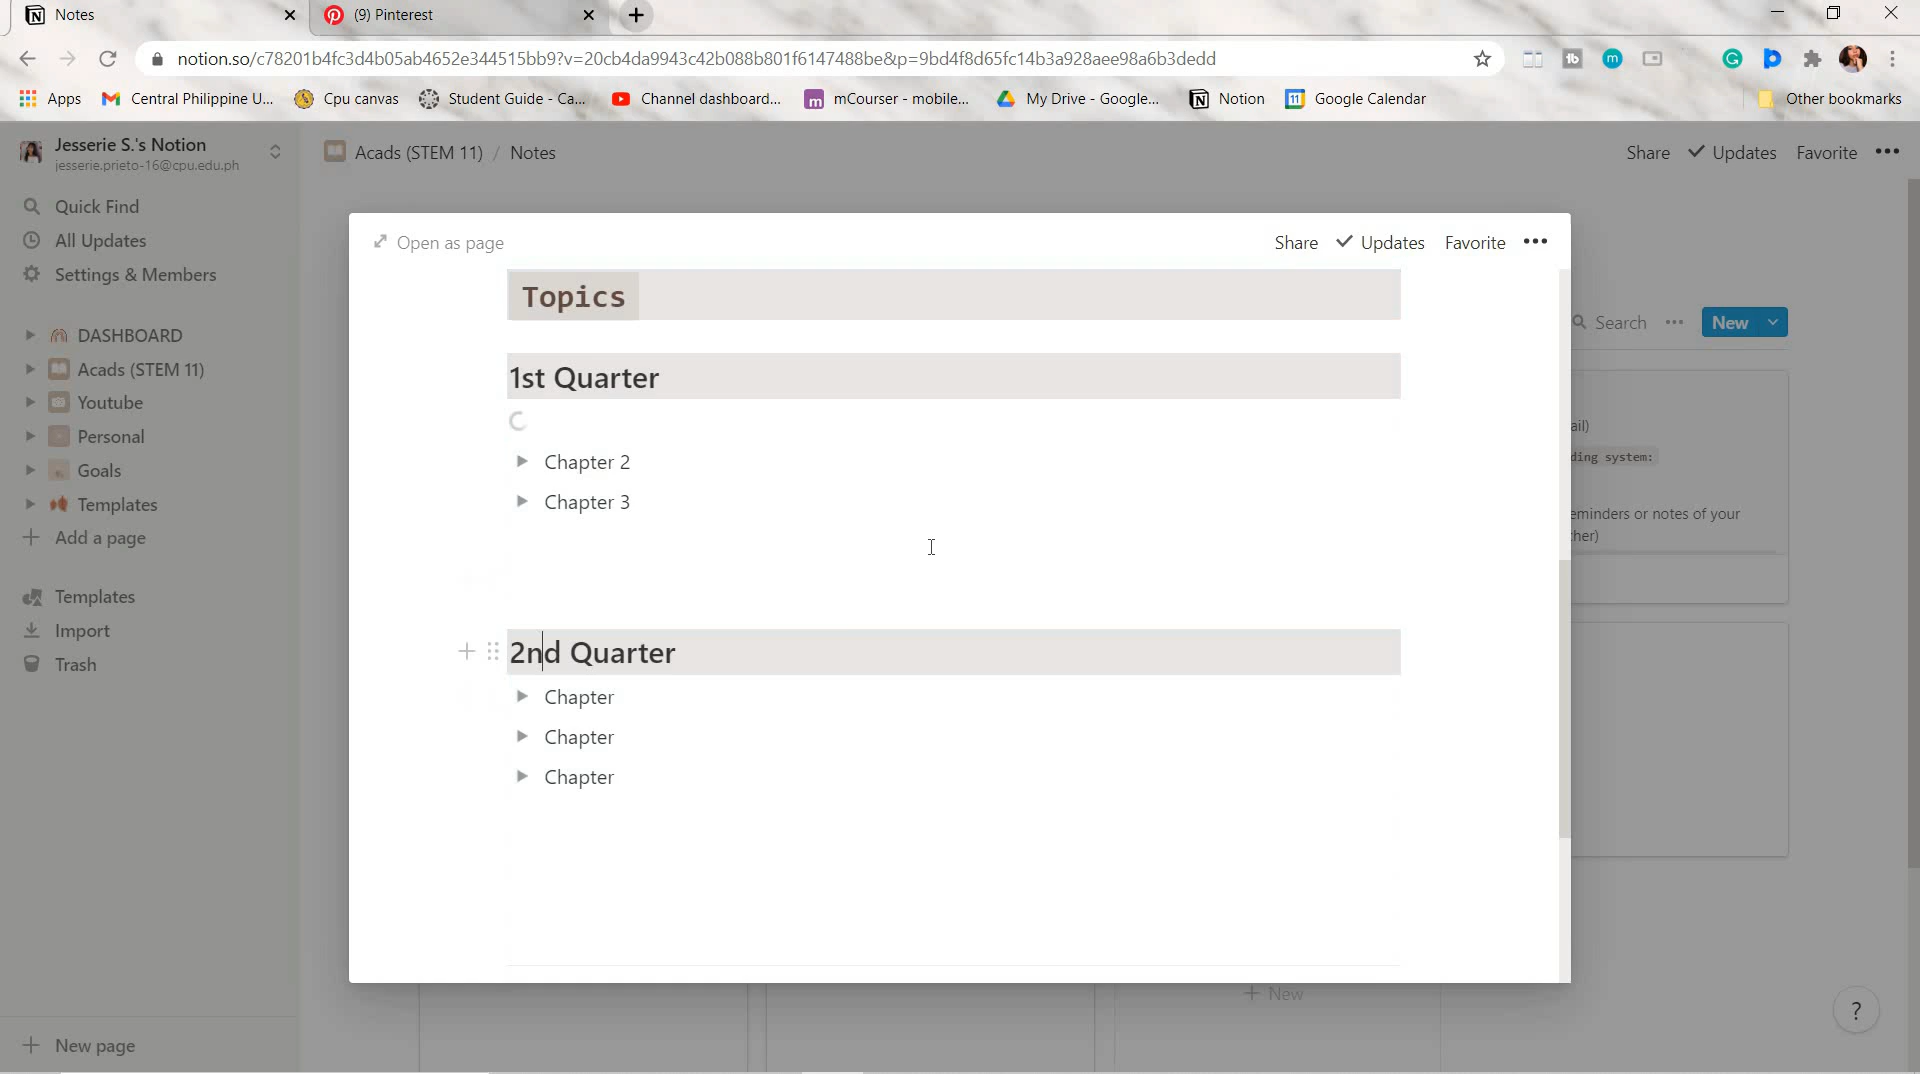 Notes
(9) Pinterest
notion.so/c78201b4fc3d4b05ab4652e344515bb9?v=20cb4da9943c42b088b801f6147488be&p=9bd4f8d65fc14b3a928aee98a6b3dedd
Apps
Central Philippine U...
Cpu canvas
Student Guide - Ca...
Channel dashboard...
mCourser - mobile...
My Drive - Google...
Notion
Google Calendar
Other bookmarks
Jesserie S.'s Notion
jesserie.prieto-16@cpu.edu.ph
Acads (STEM 11) / Notes
Share Updates Favorite
Quick Find
All Updates
Settings & Members
DASHBOARD
Acads (STEM 11)
Youtube
Personal
Goals
Templates
Add a page
Templates
Import
Trash
New page
Open as page
Share Updates Favorite
Topics
1st Quarter
Chapter 2
Chapter 3
2nd Quarter
Chapter
Chapter
Chapter
Search
New
ail)
ding system:
eminders or notes of your
her)
New
?